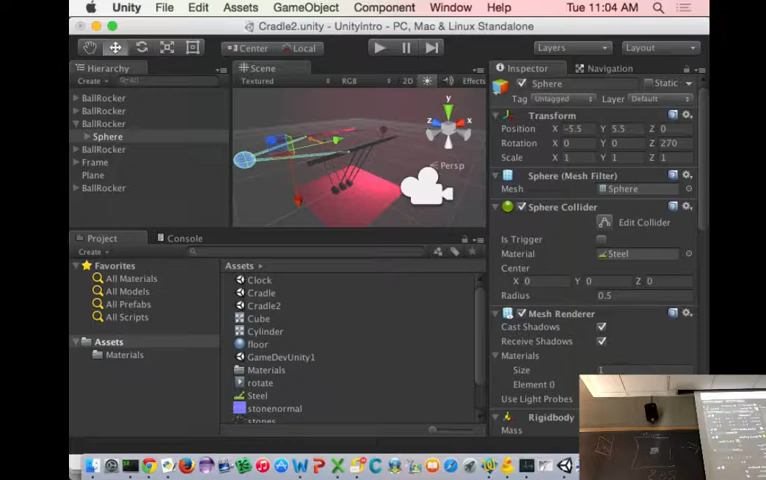 Unity File Edit Assets GameObject Component Window Help Tue 11:04 AM
Cradle2.unity - UnityIntro - PC, Mac & Linux Standalone
Center Local Layers Layout
Hierarchy
Create All
BallRocker
BallRocker
BallRocker
Sphere
BallRocker
Frame
Plane
BallRocker
Scene
Textured RGB 2D Effects
y
z x
Persp
Inspector Navigation
Sphere Static
Tag Untagged Layer Default
Transform
Position X -5.5 Y 5.5 Z 0
Rotation X 0 Y 0 Z 270
Scale X 1 Y 1 Z 1
Sphere (Mesh Filter)
Mesh Sphere
Sphere Collider
Edit Collider
Is Trigger
Material Steel
Center
X 0 Y 0 Z 0
Radius 0.5
Mesh Renderer
Cast Shadows
Receive Shadows
Materials
Size 1
Element 0
Use Light Probes
Rigidbody
Mass
Project Console
Create
Favorites
All Materials
All Models
All Prefabs
All Scripts
Assets
Materials
Assets
Clock
Cradle
Cradle2
Cube
Cylinder
floor
GameDevUnity1
Materials
rotate
Steel
stonenormal
stones